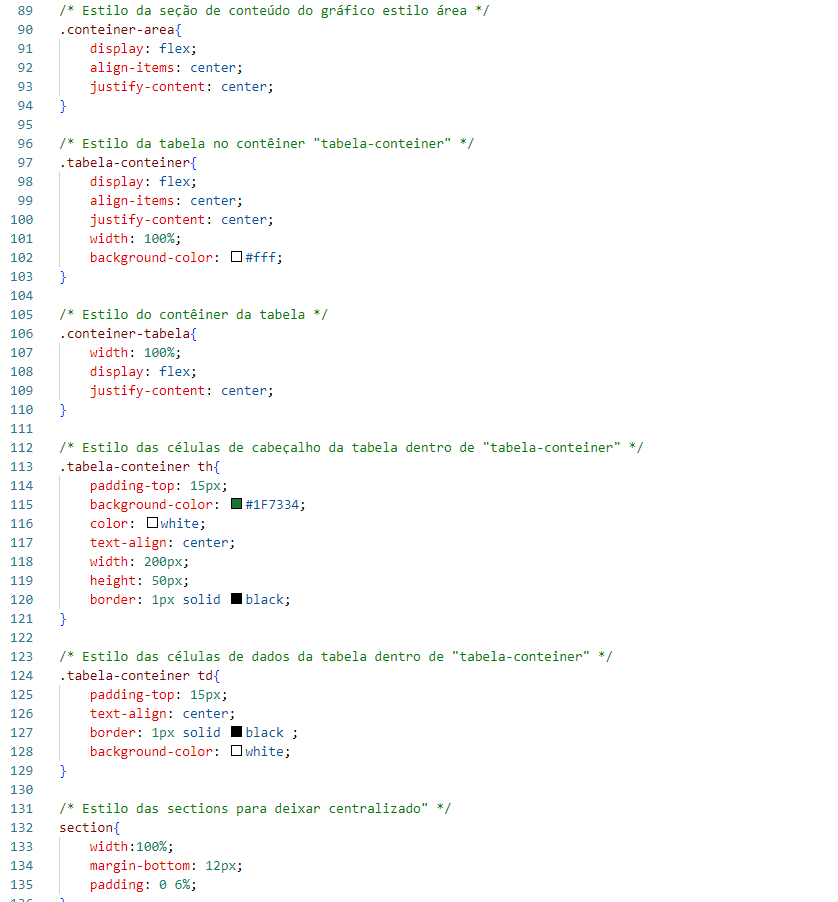 89 /* Estilo da seção de conteúdo do gráfico estilo área */
90 .conteiner-area{
91 display: flex;
92 align-items: center;
93 justify-content: center;
94 }
95
96 /* Estilo da tabela no contêiner "tabela-conteiner" */
97 .tabela-conteiner{
98 display: flex;
99 align-items: center;
100 justify-content: center;
101 width: 100%;
102 background-color: #fff;
103 }
104
105 /* Estilo do contêiner da tabela */
106 .conteiner-tabela{
107 width: 100%;
108 display: flex;
109 justify-content: center;
110 }
111
112 /* Estilo das células de cabeçalho da tabela dentro de "tabela-conteiner" */
113 .tabela-conteiner th{
114 padding-top: 15px;
115 background-color: #1F7334;
116 color: white;
117 text-align: center;
118 width: 200px;
119 height: 50px;
120 border: 1px solid black;
121 }
122
123 /* Estilo das células de dados da tabela dentro de "tabela-conteiner" */
124 .tabela-conteiner td{
125 padding-top: 15px;
126 text-align: center;
127 border: 1px solid black ;
128 background-color: white;
129 }
130
131 /* Estilo das sections para deixar centralizado" */
132 section{
133 width:100%;
134 margin-bottom: 12px;
135 padding: 0 6%;